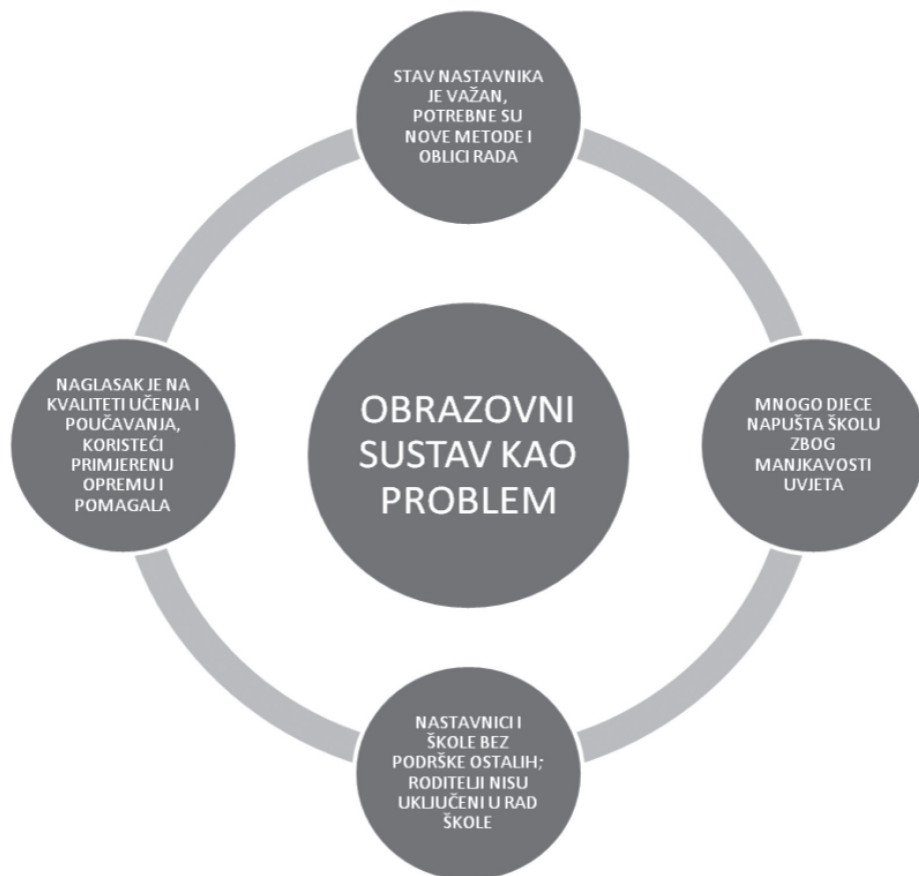 STAV NASTAVNIKA
JE VAŽAN,
POTREBNE SU
NOVE METODE I
OBLICI RADA
NAGLASAK JE NA
KVALITETI UČENJA I
POUČAVANJA,
KORISTEĆI
PRIMJERENU
OPREMU I
POMAGALA
OBRAZOVNI
SUSTAV KAO
PROBLEM
MNOGO DJECE
NAPUŠTA ŠKOLU
ZBOG
MANJKAVOSTI
UVJETA
NASTAVNICI I
ŠKOLE BEZ
PODRŠKE OSTALIH;
RODITELJI NISU
UKLJUČENI U RAD
ŠKOLE